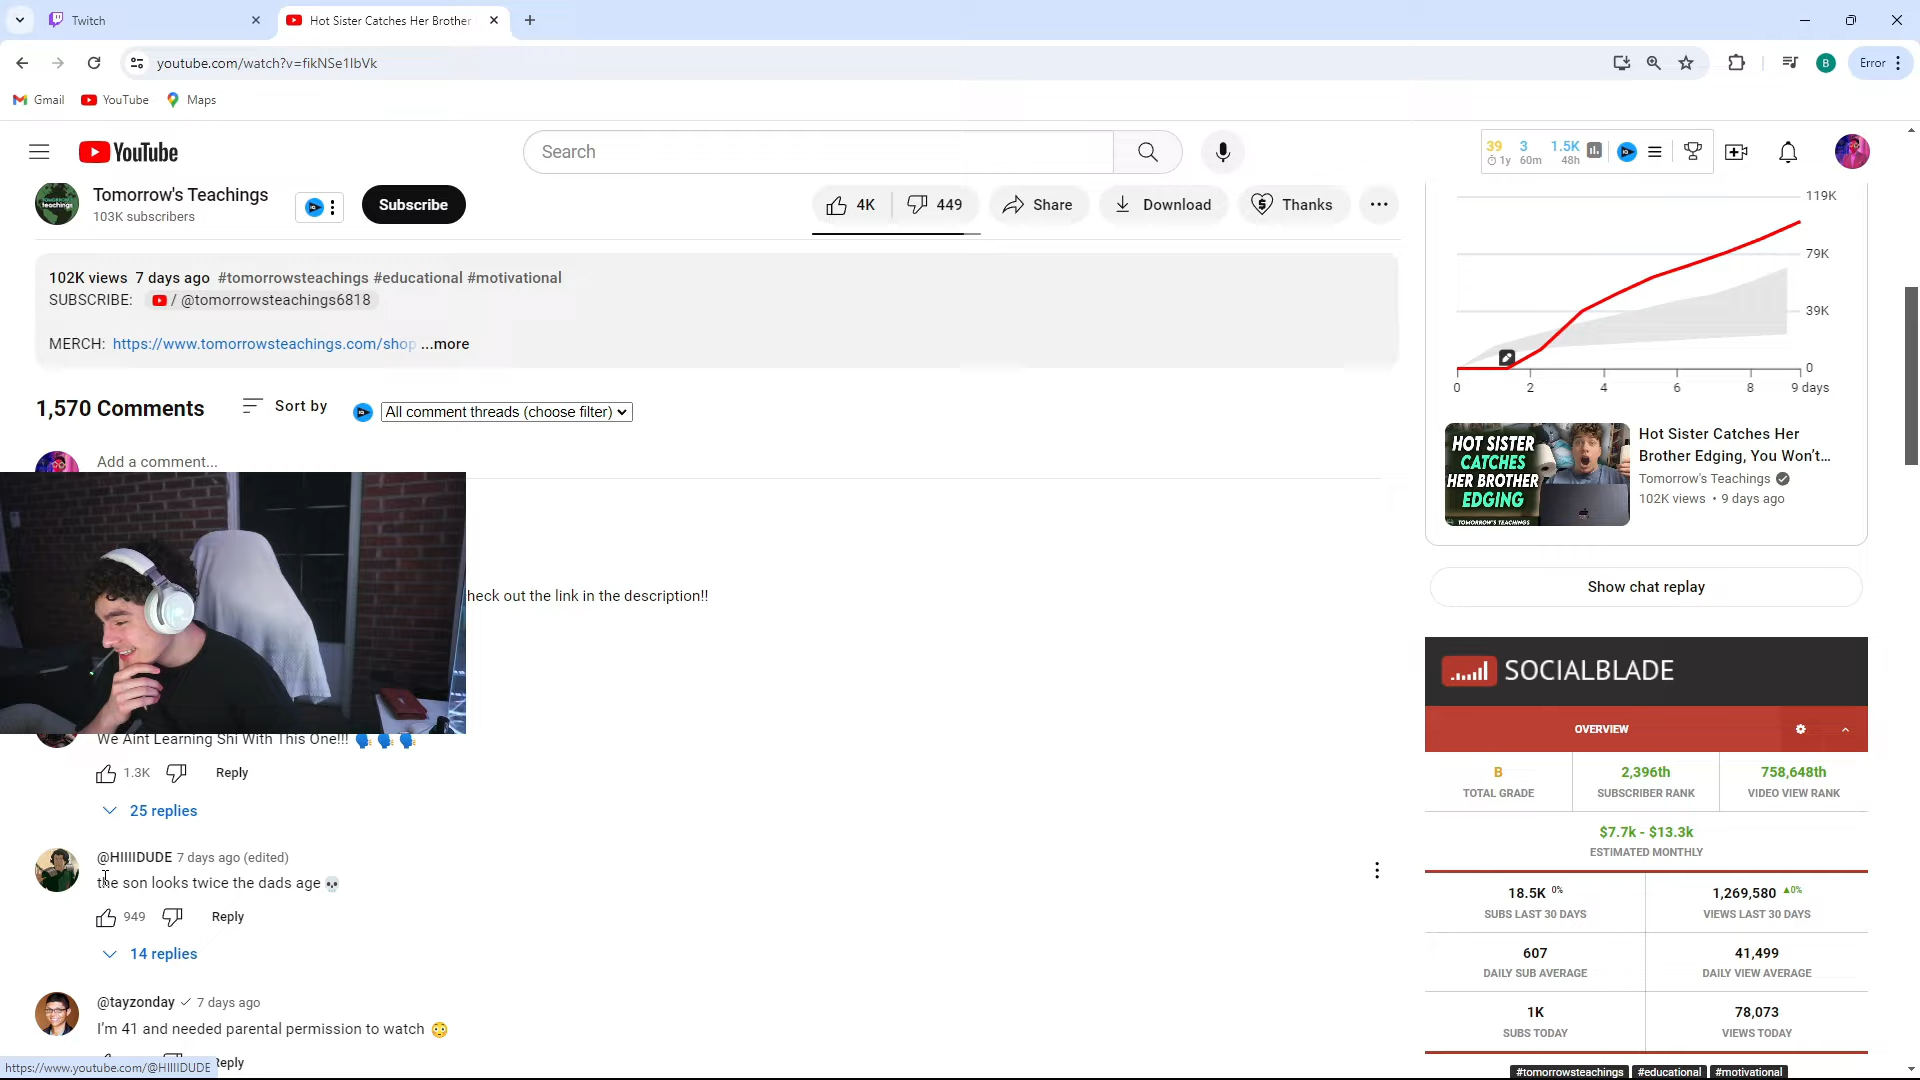 Twitch
Hot Sister Catches Her Brother
youtube.com/watch?v=fikNSe1lbVk
Error
B
Gmail
YouTube
Maps
YouTube
Search
39 3 1.5K
1y 60m 48h
Tomorrow's Teachings
103K subscribers
Subscribe
4K
449
Share
Download
Thanks
102K views 7 days ago #tomorrowsteachings #educational #motivational
SUBSCRIBE: / @tomorrowsteachings6818
MERCH: https://www.tomorrowsteachings.com/shop ...more
1,570 Comments
Sort by
All comment threads (choose filter)
Add a comment...
heck out the link in the description!!
We Aint Learning Shi With This One!!! 🗣️🗣️🗣️
1.3K
Reply
25 replies
@HIIIIDUDE 7 days ago (edited)
the son looks twice the dads age 💀
949
Reply
14 replies
@tayzonday 7 days ago
I'm 41 and needed parental permission to watch 😳
Reply
https://www.youtube.com/@HIIIIDUDE
119K
79K
39K
0
0 2 4 6 8 9 days
HOT SISTER
CATCHES
HER BROTHER
EDGING
TOMORROW'S TEACHINGS
Hot Sister Catches Her
Brother Edging, You Won't...
Tomorrow's Teachings
102K views • 9 days ago
Show chat replay
SOCIALBLADE
OVERVIEW
B
TOTAL GRADE
2,396th
SUBSCRIBER RANK
758,648th
VIDEO VIEW RANK
$7.7k - $13.3k
ESTIMATED MONTHLY
18.5K 0%
SUBS LAST 30 DAYS
1,269,580 ▲0%
VIEWS LAST 30 DAYS
607
DAILY SUB AVERAGE
41,499
DAILY VIEW AVERAGE
1K
SUBS TODAY
78,073
VIEWS TODAY
#tomorrowsteachings #educational #motivational